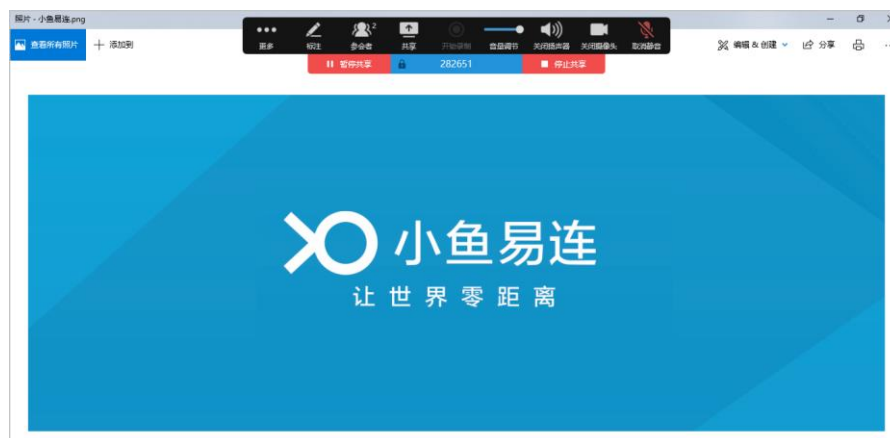 照片 - 小鱼易连.png
查看所有照片 添加到
更多 标注 参会者 2 共享 开始录制 音量调节 关闭扬声器 关闭摄像头 取消静音
编辑 & 创建 分享
暂停共享 282651 停止共享
小鱼易连
让世界零距离